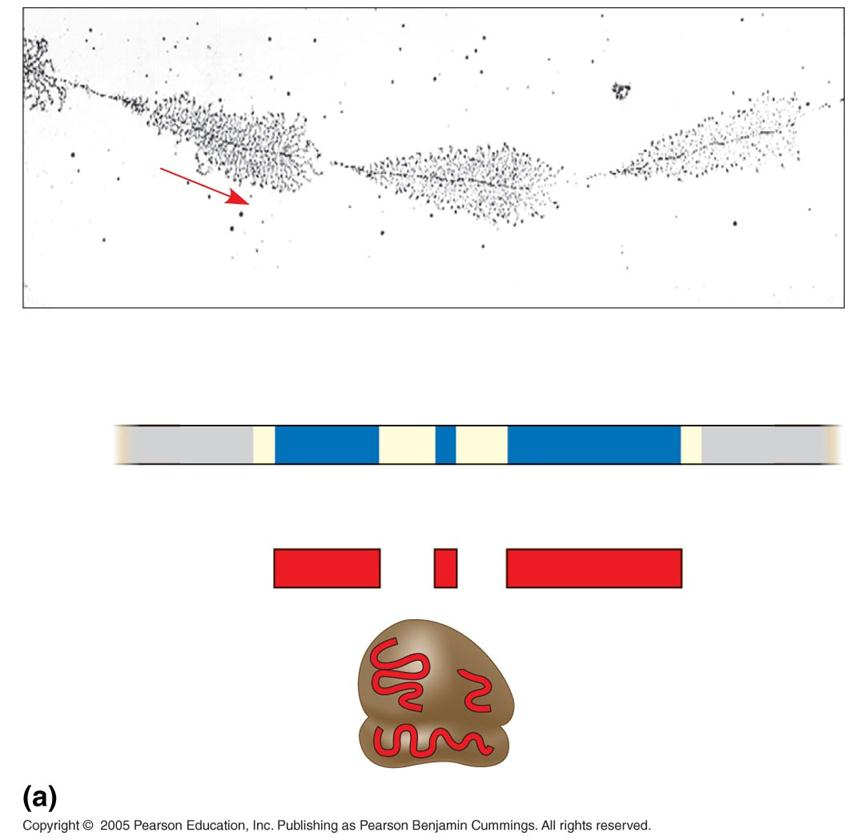 (a)
Copyright © 2005 Pearson Education, Inc. Publishing as Pearson Benjamin Cummings. All rights reserved.